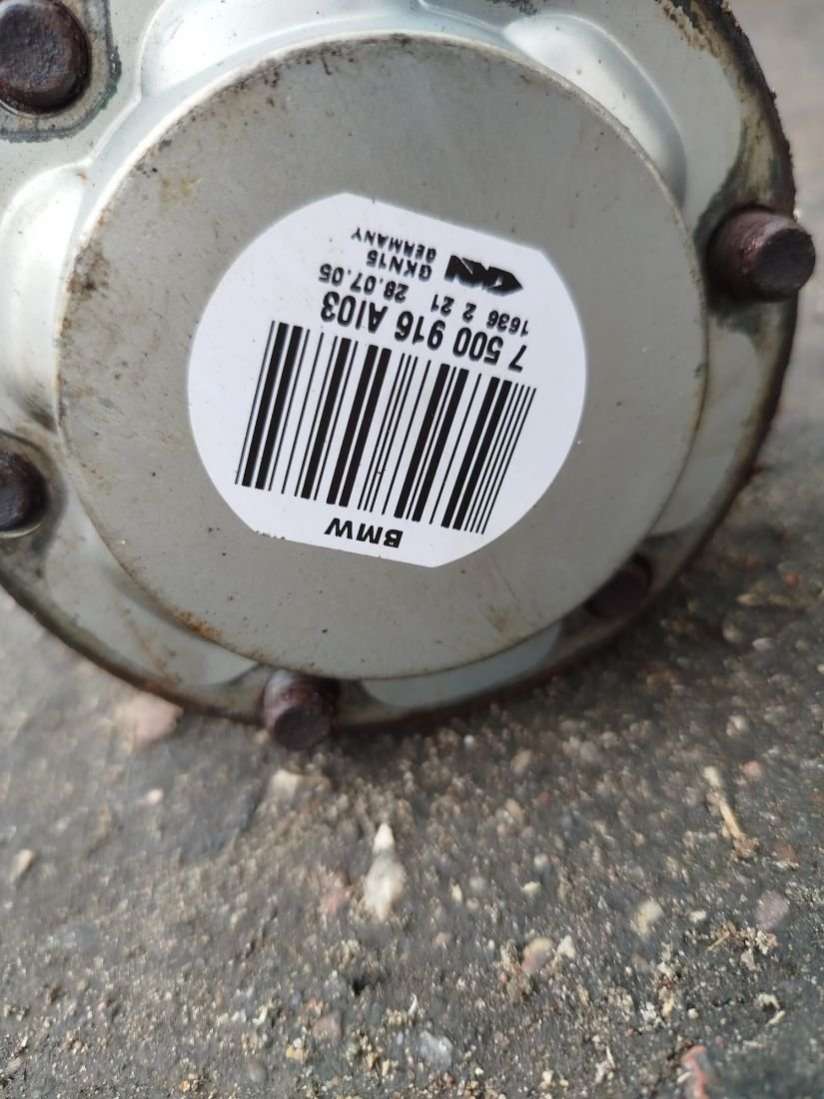 BMW
7 500 916 AI03
1636 2 21 28.07.05
GKN GKN15
GERMANY